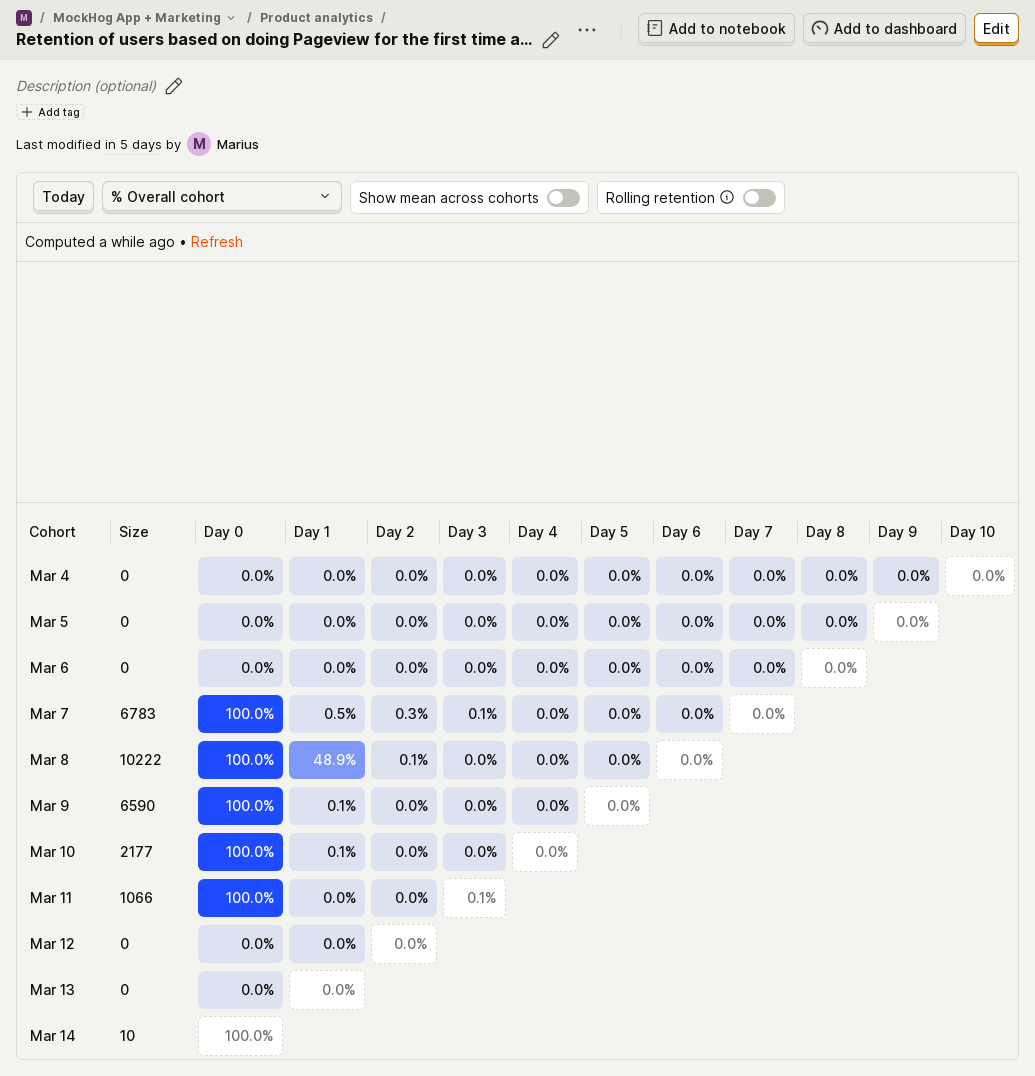 M / MockHog App + Marketing / Product analytics /
Retention of users based on doing Pageview for the first time a...
Add to notebook
Add to dashboard
Edit
Description (optional)
Add tag
Last modified in 5 days by M Marius
Today
% Overall cohort
Show mean across cohorts
Rolling retention
Computed a while ago • Refresh
Cohort Size Day 0 Day 1 Day 2 Day 3 Day 4 Day 5 Day 6 Day 7 Day 8 Day 9 Day 10
Mar 4 0 0.0% 0.0% 0.0% 0.0% 0.0% 0.0% 0.0% 0.0% 0.0% 0.0% 0.0%
Mar 5 0 0.0% 0.0% 0.0% 0.0% 0.0% 0.0% 0.0% 0.0% 0.0% 0.0%
Mar 6 0 0.0% 0.0% 0.0% 0.0% 0.0% 0.0% 0.0% 0.0% 0.0%
Mar 7 6783 100.0% 0.5% 0.3% 0.1% 0.0% 0.0% 0.0% 0.0%
Mar 8 10222 100.0% 48.9% 0.1% 0.0% 0.0% 0.0% 0.0%
Mar 9 6590 100.0% 0.1% 0.0% 0.0% 0.0% 0.0%
Mar 10 2177 100.0% 0.1% 0.0% 0.0% 0.0%
Mar 11 1066 100.0% 0.0% 0.0% 0.1%
Mar 12 0 0.0% 0.0% 0.0%
Mar 13 0 0.0% 0.0%
Mar 14 10 100.0%